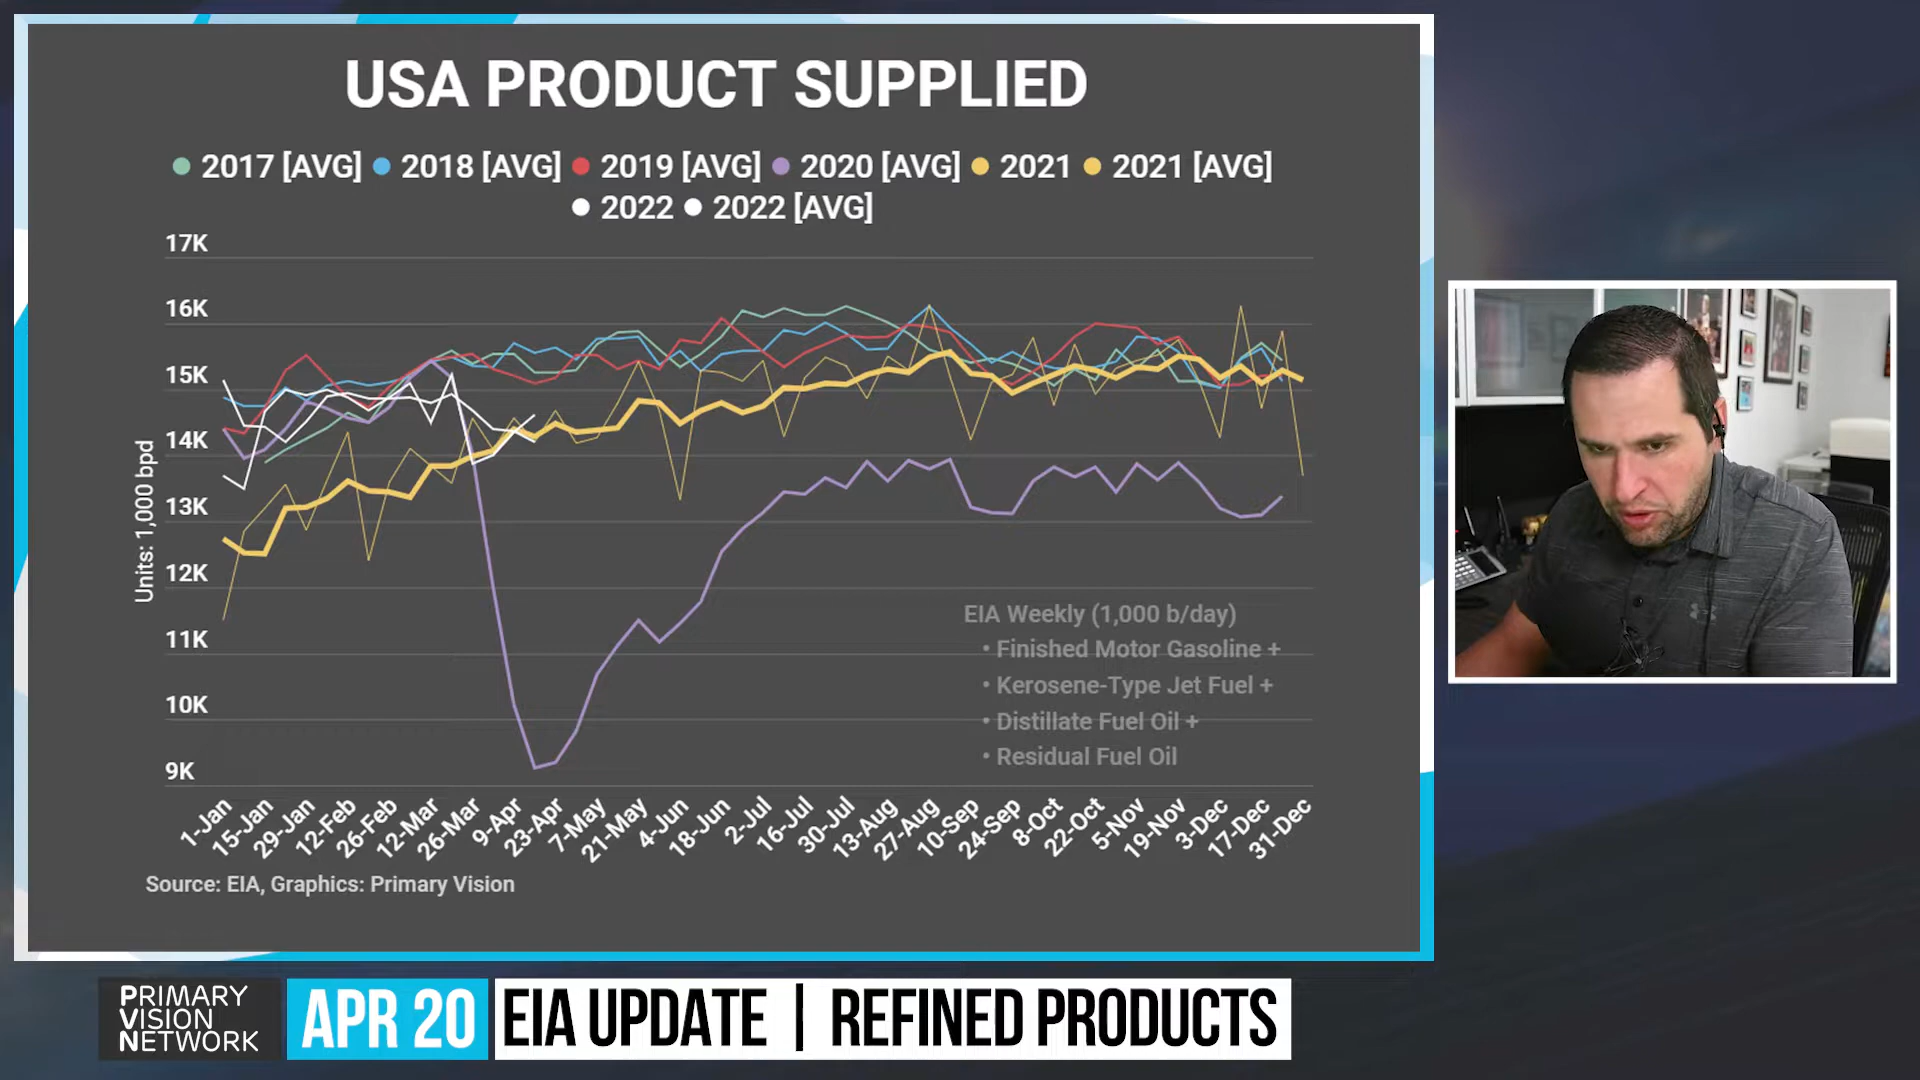 USA PRODUCT SUPPLIED
2017 [AVG] 2018 [AVG] 2019 [AVG] 2020 [AVG] 2021 2021 [AVG]
2022 2022 [AVG]
17K
16K
15K
14K
13K
12K
11K
10K
9K
Units: 1,000 bpd
EIA Weekly (1,000 b/day)
• Finished Motor Gasoline +
• Kerosene-Type Jet Fuel +
• Distillate Fuel Oil +
• Residual Fuel Oil
1-Jan
15-Jan
29-Jan
12-Feb
26-Feb
12-Mar
26-Mar
9-Apr
23-Apr
7-May
21-May
4-Jun
18-Jun
2-Jul
16-Jul
30-Jul
13-Aug
27-Aug
10-Sep
24-Sep
8-Oct
22-Oct
5-Nov
19-Nov
3-Dec
17-Dec
31-Dec
Source: EIA, Graphics: Primary Vision
PRIMARY
VISION
NETWORK
APR 20
EIA UPDATE | REFINED PRODUCTS